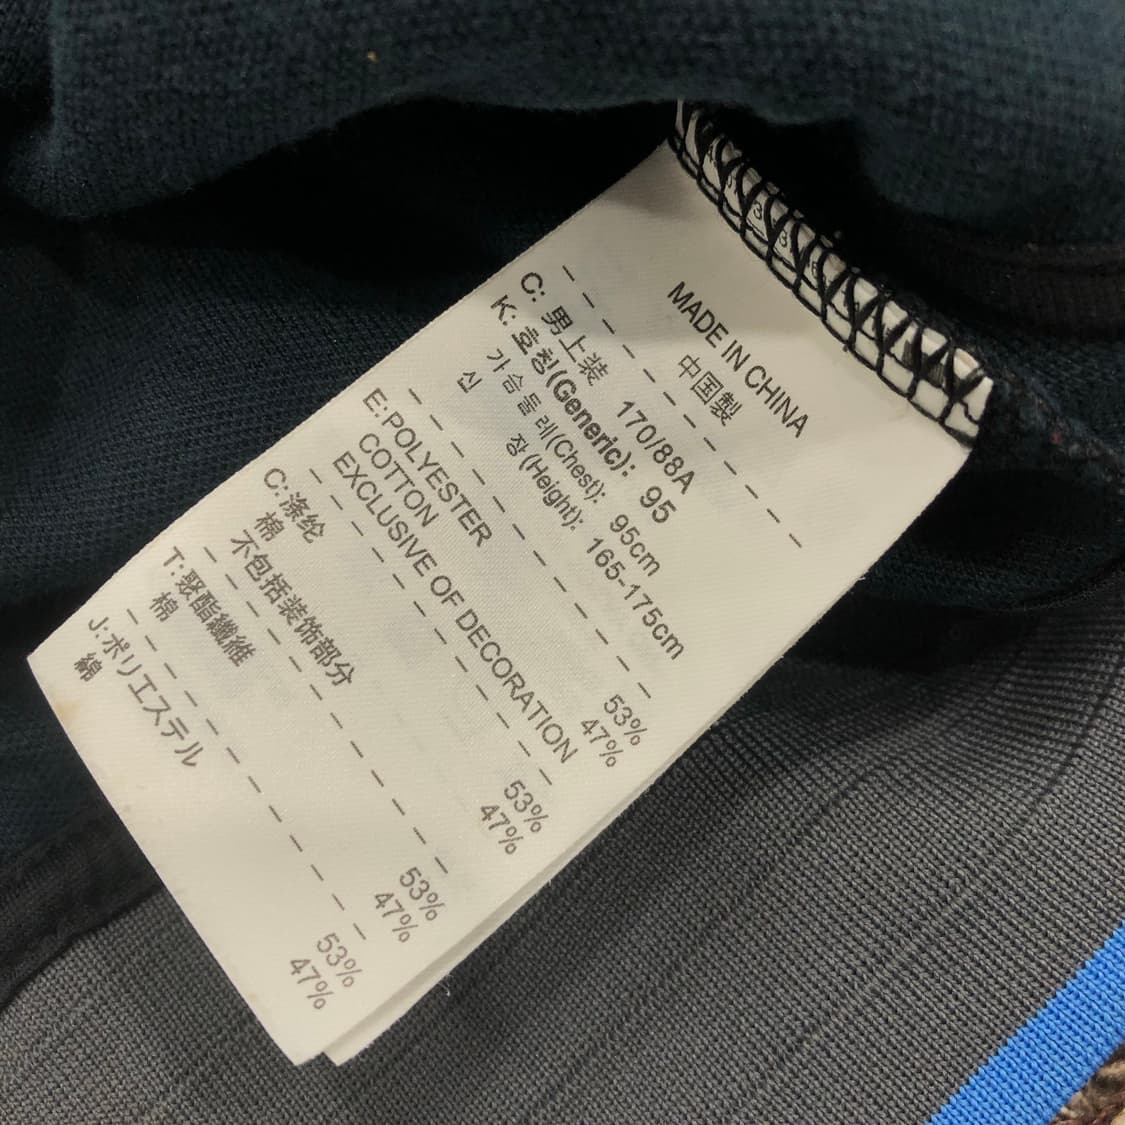 MADE IN CHINA
中国製
C: 男上装 170/88A
K: 호칭(Generic): 95
가슴둘레(Chest): 95cm
신 장(Height): 165-175cm
E:POLYESTER 53%
COTTON 47%
EXCLUSIVE OF DECORATION
C:涤纶 53%
棉 47%
不包括装饰部分
T:聚酯纖維 53%
棉 47%
J:ポリエステル 53%
綿 47%